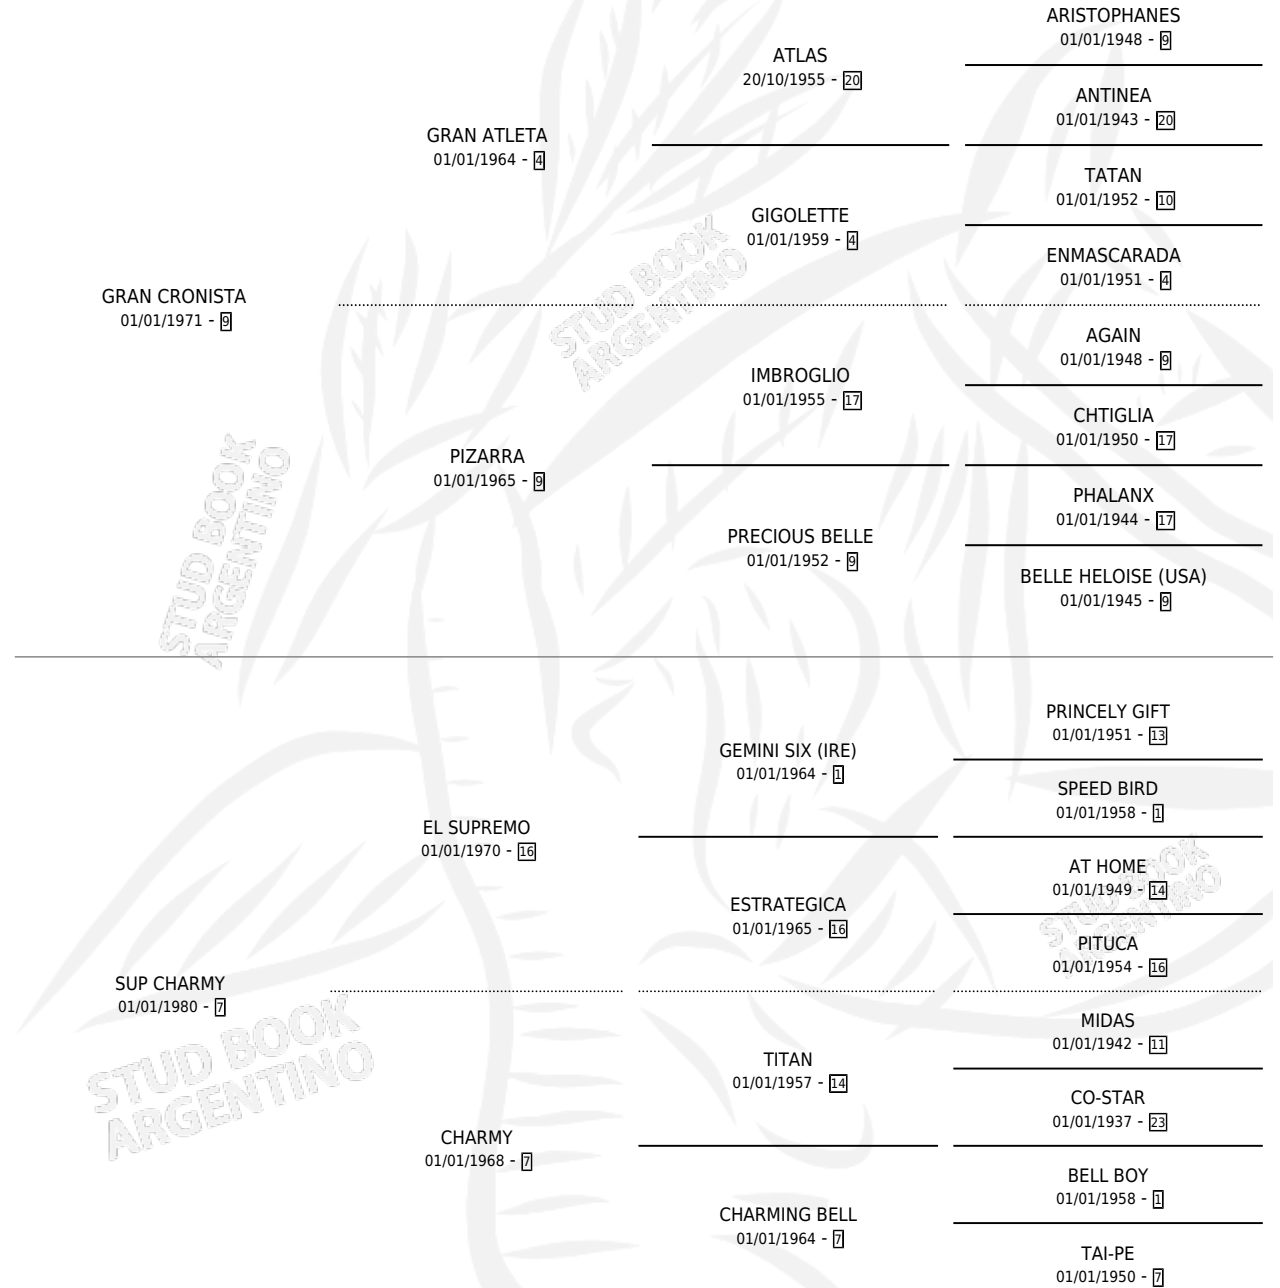 ARISTOPHANES
01/01/1948 - 9
ATLAS
20/10/1955 - 20
ANTINEA
01/01/1943 - 20
GRAN ATLETA
01/01/1964 - 4
TATAN
01/01/1952 - 10
GIGOLETTE
01/01/1959 - 4
ENMASCARADA
01/01/1951 - 4
GRAN CRONISTA
01/01/1971 - 9
STUD BOOK
ARGENTINO
AGAIN
01/01/1948 - 9
IMBROGLIO
01/01/1955 - 17
CHTIGLIA
01/01/1950 - 17
PIZARRA
01/01/1965 - 9
PHALANX
01/01/1944 - 17
PRECIOUS BELLE
01/01/1952 - 9
BELLE HELOISE (USA)
01/01/1945 - 9
STUD BOOK
ARGENTINO
PRINCELY GIFT
01/01/1951 - 13
GEMINI SIX (IRE)
01/01/1964 - 1
SPEED BIRD
01/01/1958 - 1
EL SUPREMO
01/01/1970 - 16
AT HOME
01/01/1949 - 14
ESTRATEGICA
01/01/1965 - 16
STUD BOOK
ARGENTINO
PITUCA
01/01/1954 - 16
SUP CHARMY
01/01/1980 - 7
MIDAS
01/01/1942 - 11
TITAN
01/01/1957 - 14
STUD BOOK
ARGENTINO
CO-STAR
01/01/1937 - 23
CHARMY
01/01/1968 - 7
BELL BOY
01/01/1958 - 1
CHARMING BELL
01/01/1964 - 7
TAI-PE
01/01/1950 - 7